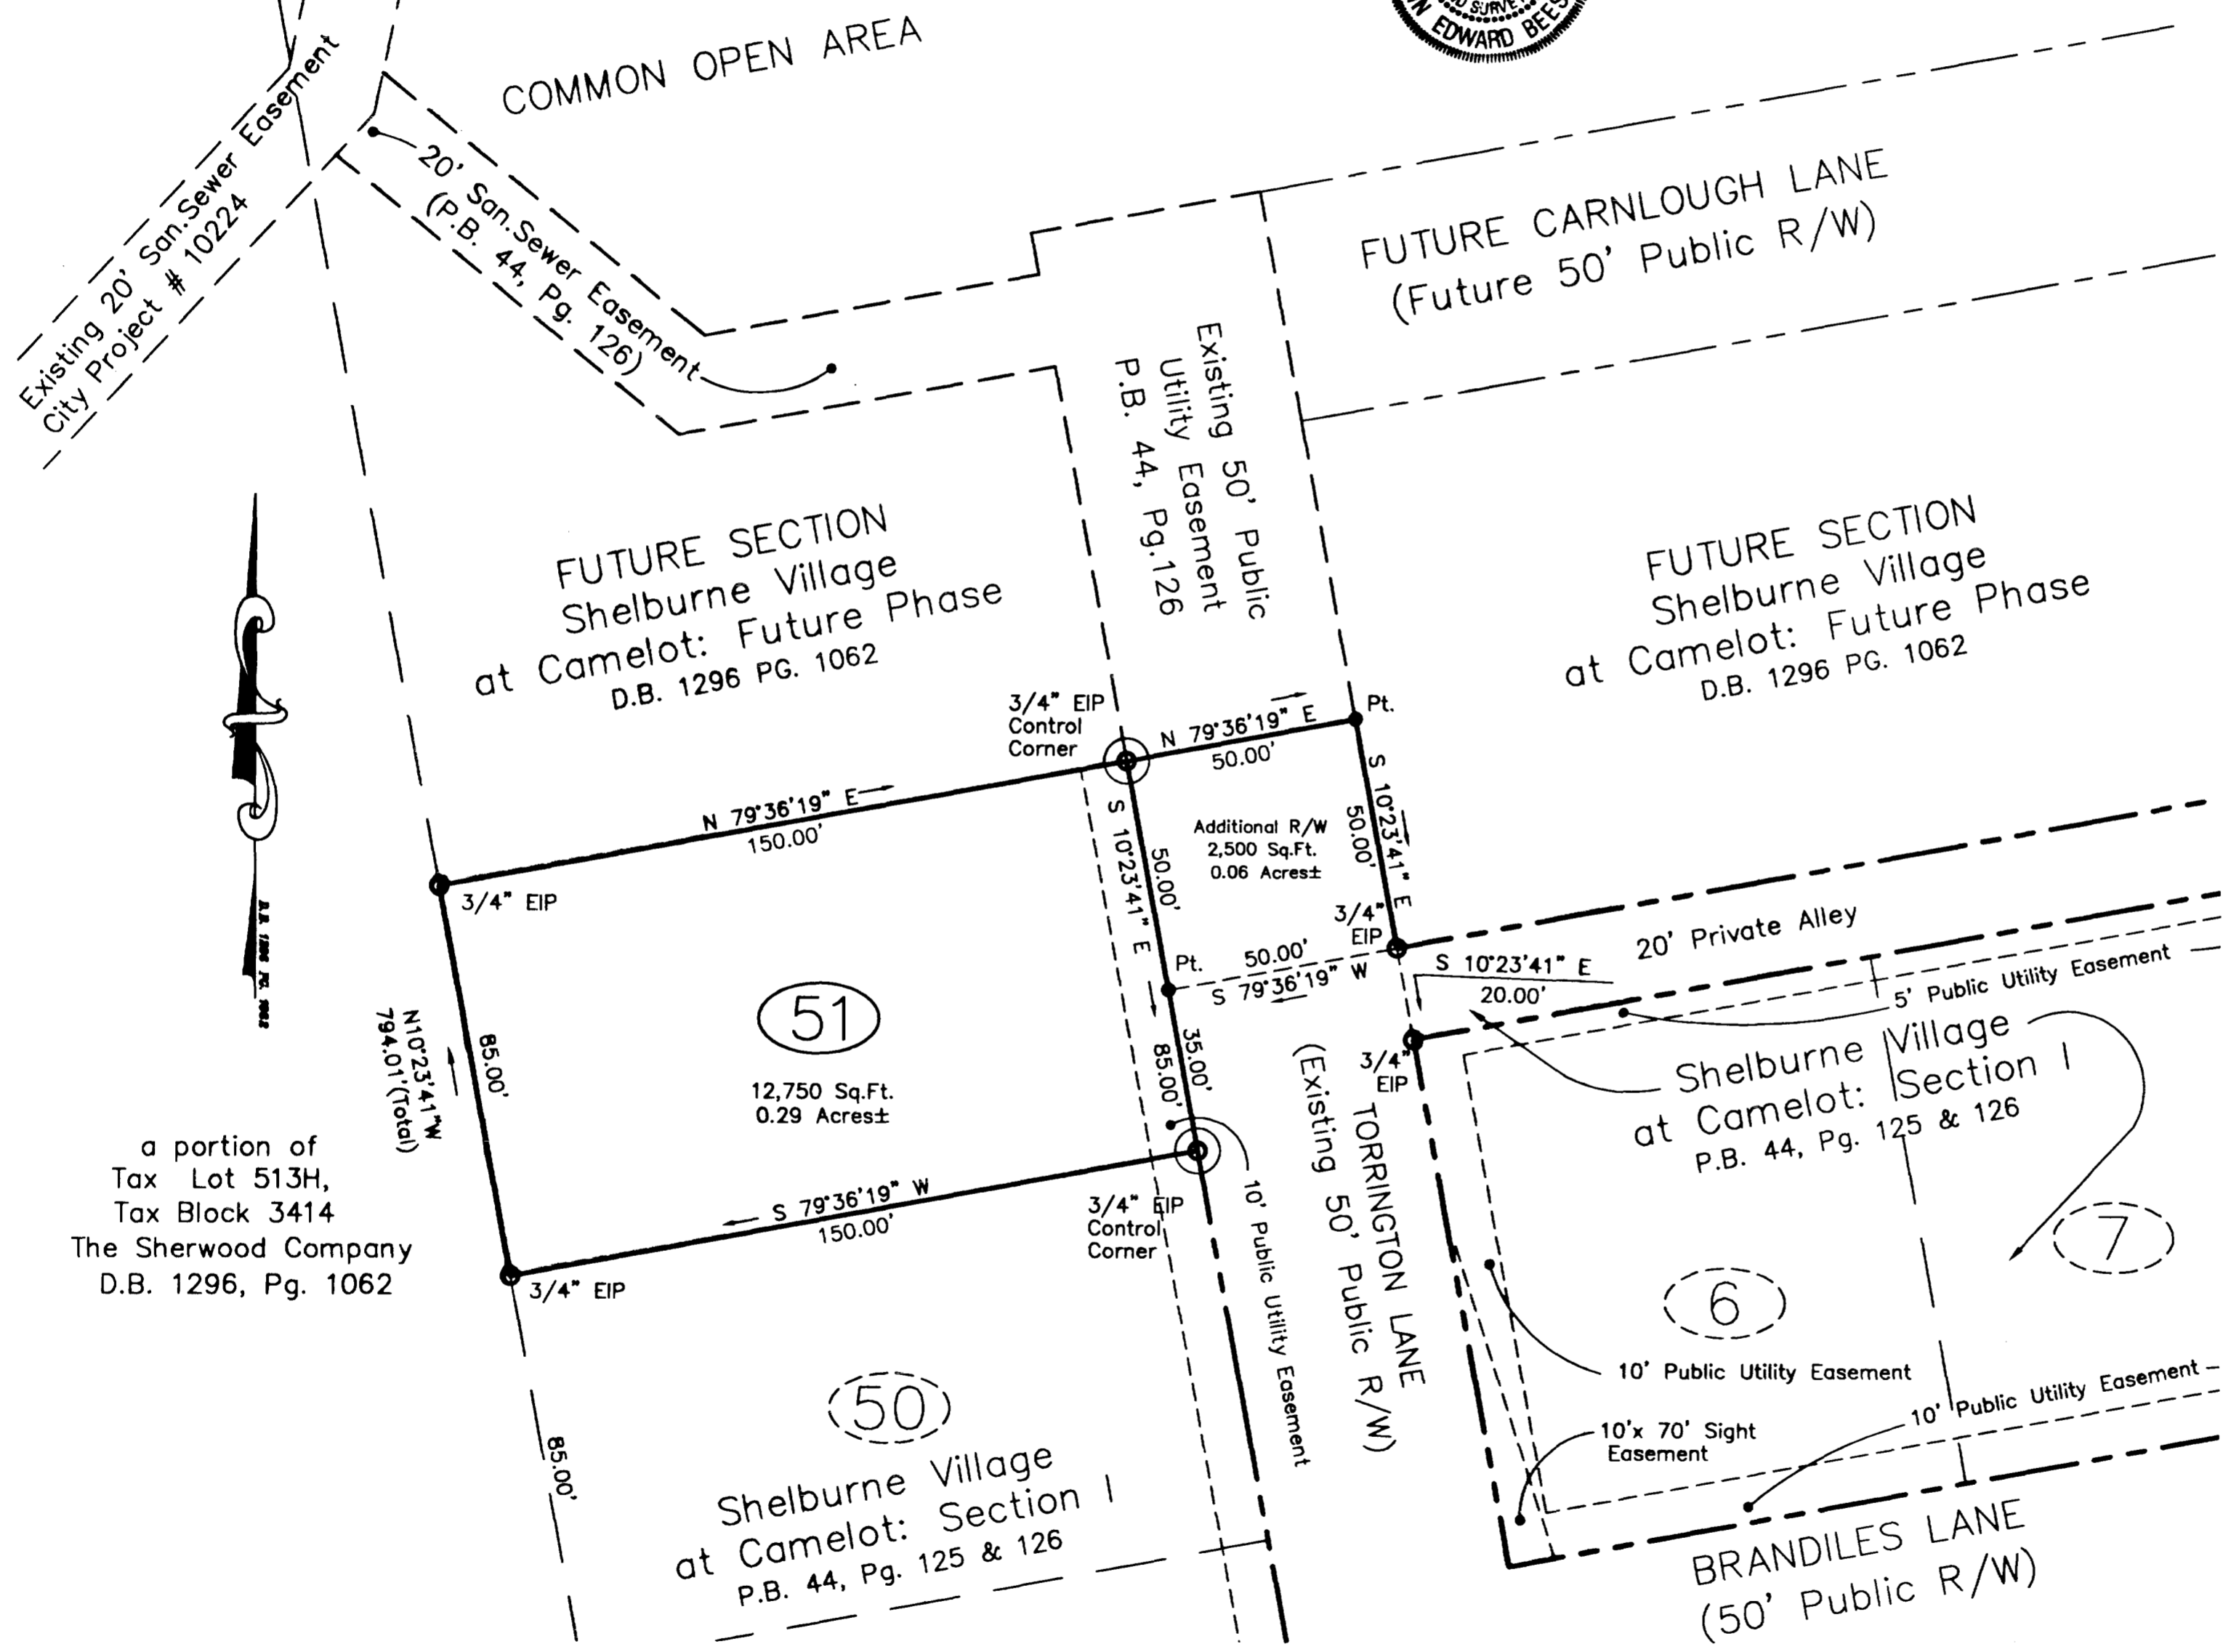 SURVE
N EDWARD BEES
COMMON OPEN AREA
Existing 20' San.Sewer Easement
City Project # 10224
20' San.Sewer Easement
(P.B. 44, Pg. 126)
FUTURE CARNLOUGH LANE
(Future 50' Public R/W)
Existing 50' Public
Utility Easement
P.B. 44, Pg.126
FUTURE SECTION
Shelburne Village
at Camelot: Future Phase
D.B. 1296 PG. 1062
FUTURE SECTION
Shelburne Village
at Camelot: Future Phase
D.B. 1296 PG. 1062
D.B. 1296 PG. 1062
3/4" EIP
Control
Corner
N 79°36'19" E
50.00'
Pt.
S 10°23'41" E
50.00'
N 79°36'19" E
150.00'
3/4" EIP
S 10°23'41" E
50.00'
Additional R/W
2,500 Sq.Ft.
0.06 Acres±
3/4"
EIP
Pt.
50.00'
S 79°36'19" W
S 10°23'41" E
20.00'
20' Private Alley
5' Public Utility Easement
3/4"
EIP
51
12,750 Sq.Ft.
0.29 Acres±
N10°23'41"W
794.01'(Total)
85.00'
35.00'
85.00'
Shelburne Village
at Camelot: Section 1
P.B. 44, Pg. 125 & 126
a portion of
Tax Lot 513H,
Tax Block 3414
The Sherwood Company
D.B. 1296, Pg. 1062
S 79°36'19" W
150.00'
3/4" EIP
3/4" EIP
Control
Corner
10' Public Utility Easement
TORRINGTON LANE
(Existing 50' Public R/W)
6
7
10' Public Utility Easement
10' Public Utility Easement
10'x 70' Sight
Easement
50
85.00'
Shelburne Village
at Camelot: Section 1
P.B. 44, Pg. 125 & 126
BRANDILES LANE
(50' Public R/W)